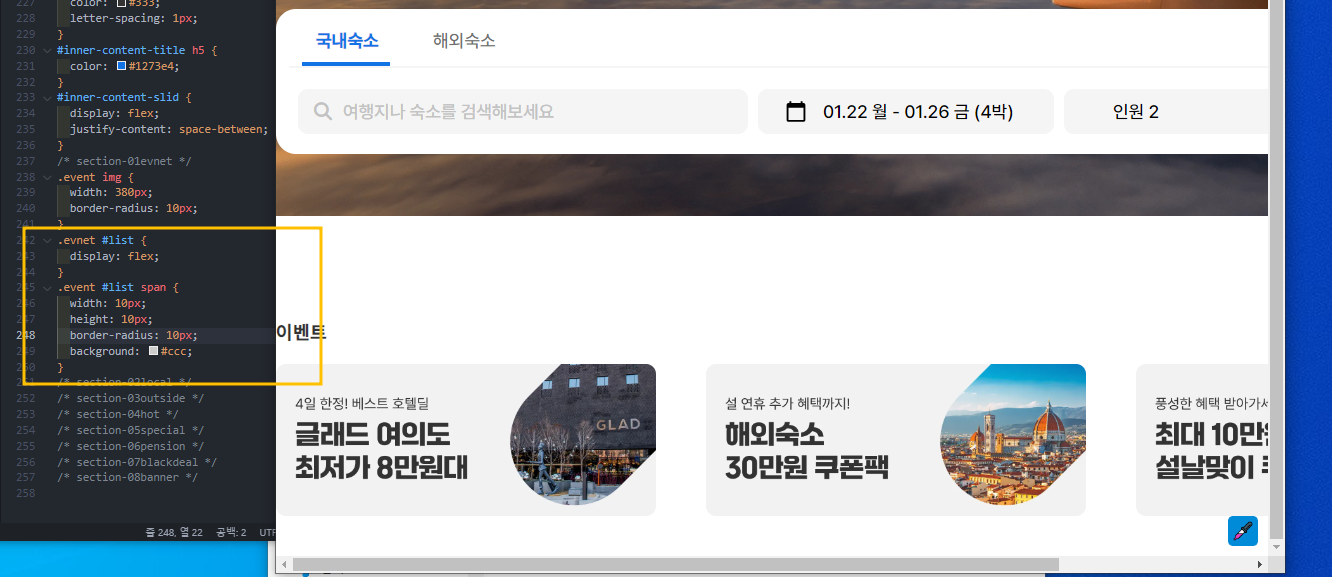 227
color: #333;
228 letter-spacing: 1px;
229 }
230 #inner-content-title h5 {
231 color: #1273e4;
232 }
233 #inner-content-slid {
234 display: flex;
235 justify-content: space-between;
236 }
237 /* section-01evnet */
238 .event img {
239 width: 380px;
240 border-radius: 10px;
241 }
242 .evnet #list {
243 display: flex;
244 }
245 .event #list span {
246 width: 10px;
247 height: 10px;
248 border-radius: 10px;
249 background: #ccc;
250 }
251 /* section-02local */
252 /* section-03outside */
253 /* section-04hot */
254 /* section-05special */
255 /* section-06pension */
256 /* section-07blackdeal */
257 /* section-08banner */
258
줄 248, 열 22 공백: 2 UTF
국내숙소 해외숙소
여행지나 숙소를 검색해보세요 01.22 월 - 01.26 금 (4박) 인원 2
이벤트
4일 한정! 베스트 호텔딜
글래드 여의도
최저가 8만원대
GLAD
설 연휴 추가 혜택까지!
해외숙소
30만원 쿠폰팩
풍성한 혜택 받아가
최대 10만
설날맞이